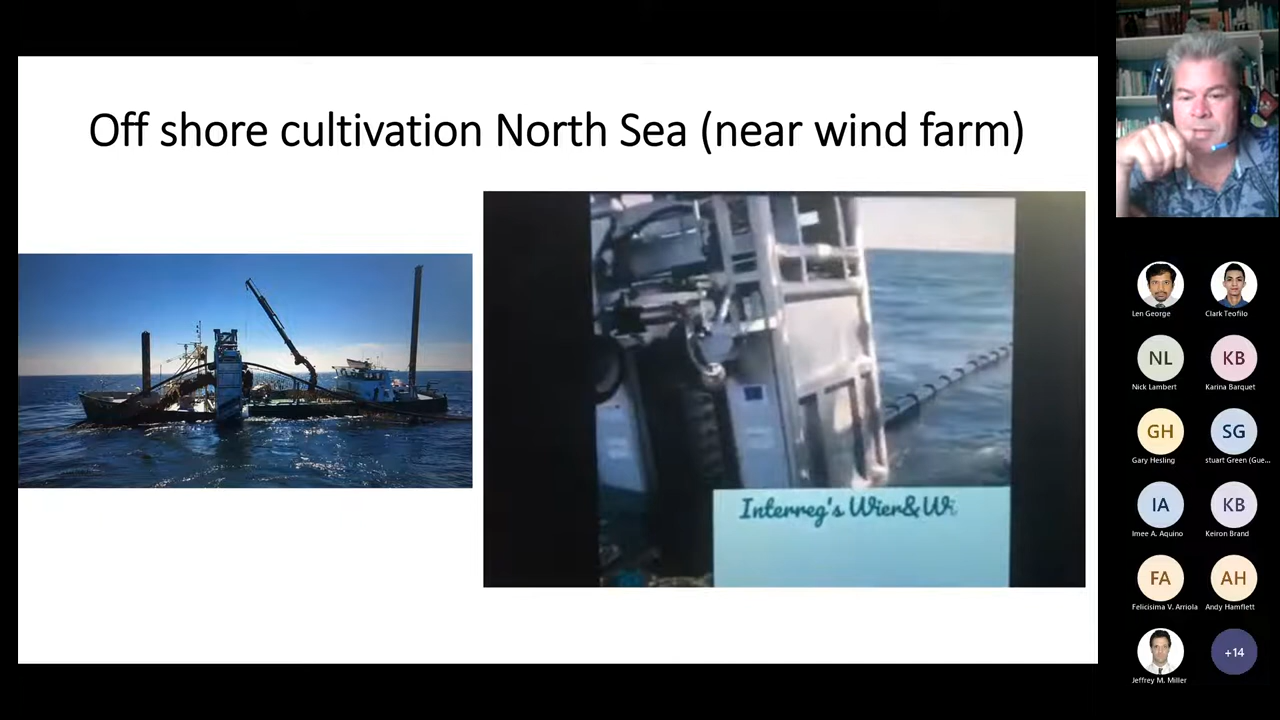 Off shore cultivation North Sea (near wind farm)
Interreg's Wier&Wi
Len George
Clark Teofilo
NL
KB
Nick Lambert
Karina Barquet
GH
SG
Gary Hesling
stuart Green (Gue...
IA
KB
Imee A. Aquino
Keiron Brand
FA
AH
Felicisima V. Arriola
Andy Hamflett
Jeffrey M. Miller
+14